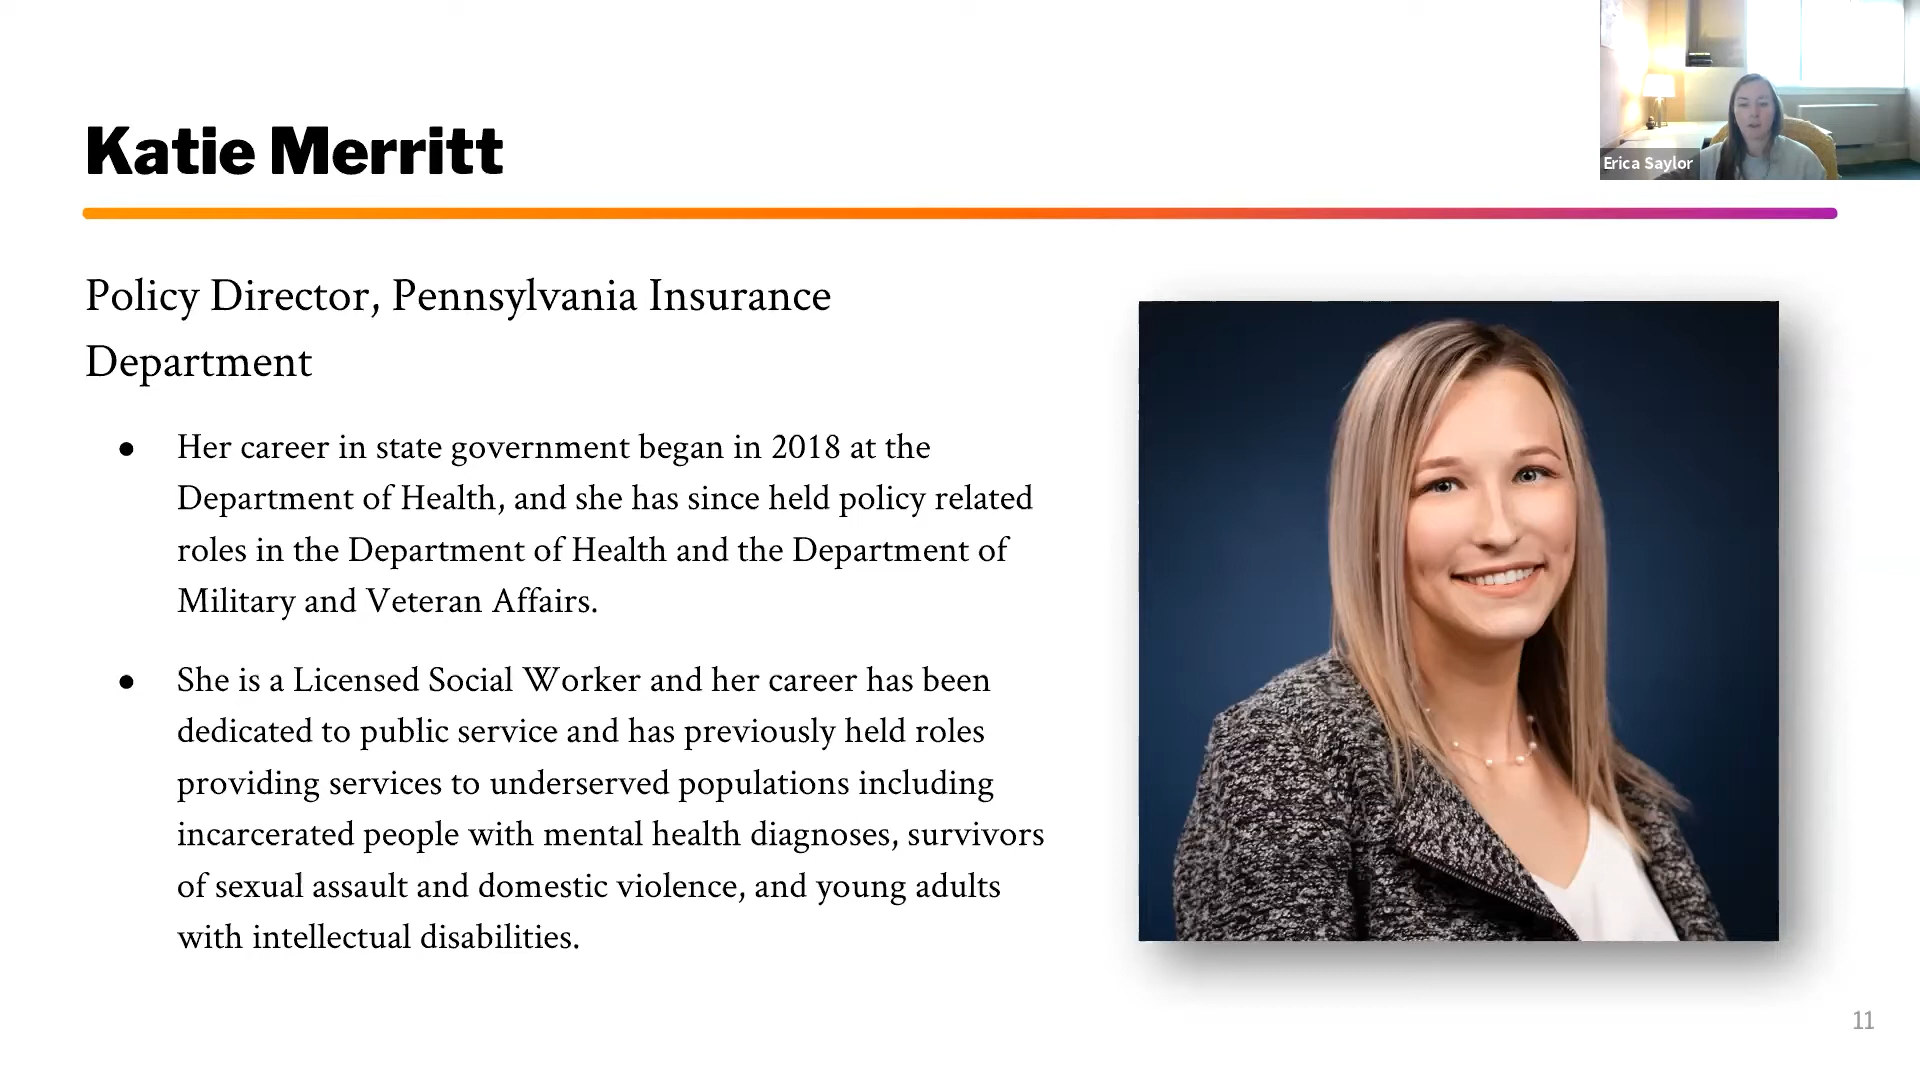 Katie Merritt
Erica Saylor
Policy Director, Pennsylvania Insurance
Department
● Her career in state government began in 2018 at the
Department of Health, and she has since held policy related
roles in the Department of Health and the Department of
Military and Veteran Affairs.
● She is a Licensed Social Worker and her career has been
dedicated to public service and has previously held roles
providing services to underserved populations including
incarcerated people with mental health diagnoses, survivors
of sexual assault and domestic violence, and young adults
with intellectual disabilities.
11